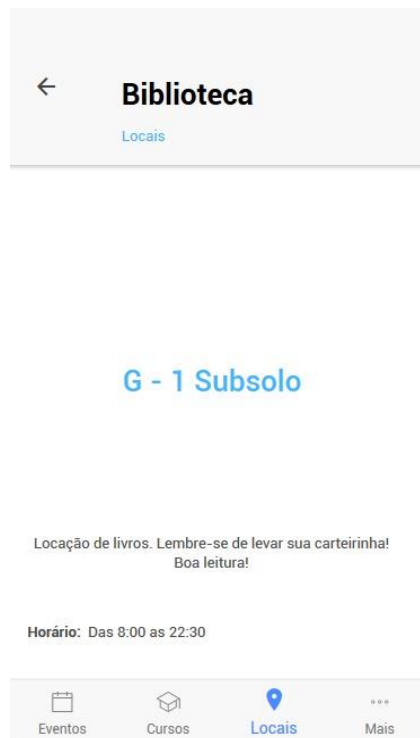 Biblioteca
Locais
G - 1 Subsolo
Locação de livros. Lembre-se de levar sua carteirinha!
Boa leitura!
Horário: Das 8:00 as 22:30
Eventos Cursos Locais Mais